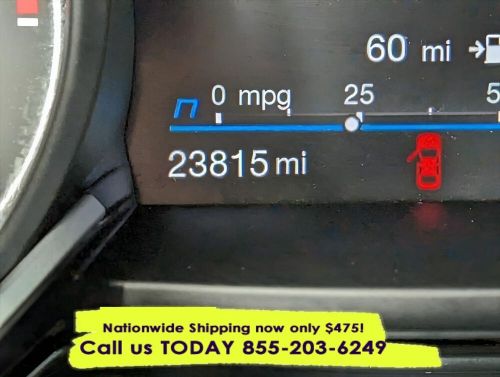 60 mi
0 mpg 25 5
23815 mi
Nationwide Shipping now only $475!
Call us TODAY 855-203-6249